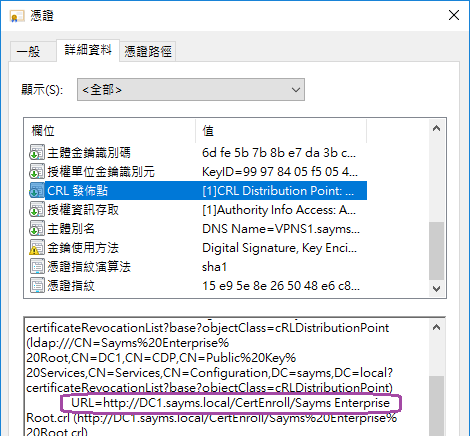 憑證
一般
詳細資料
憑證路徑
顯示(S):
<全部>
欄位
值
主體金鑰識別碼
6d fe 5b 7b 8b e7 da 3b c...
授權單位金鑰識別元
KeyID=99 97 84 05 f5 05 4...
CRL 發佈點
[1]CRL Distribution Point: ...
授權資訊存取
[1]Authority Info Access: A...
主體別名
DNS Name=VPNS1.sayms...
金鑰使用方法
Digital Signature, Key Enci...
憑證指紋演算法
sha1
憑證指紋
15 e9 5e 8e 26 50 48 e6 c8...
certificateRevocationList?base?objectClass=cRLDistributionPoint
(ldap:///CN=Sayms%20Enterprise%
20Root,CN=DC1,CN=CDP,CN=Public%20Key%
20Services,CN=Services,CN=Configuration,DC=sayms,DC=local?
certificateRevocationList?base?objectClass=cRLDistributionPoint)
URL=http://DC1.sayms.local/CertEnroll/Sayms Enterprise
Root.crl (http://DC1.sayms.local/CertEnroll/Sayms%20Enterprise%
20Root.crl)